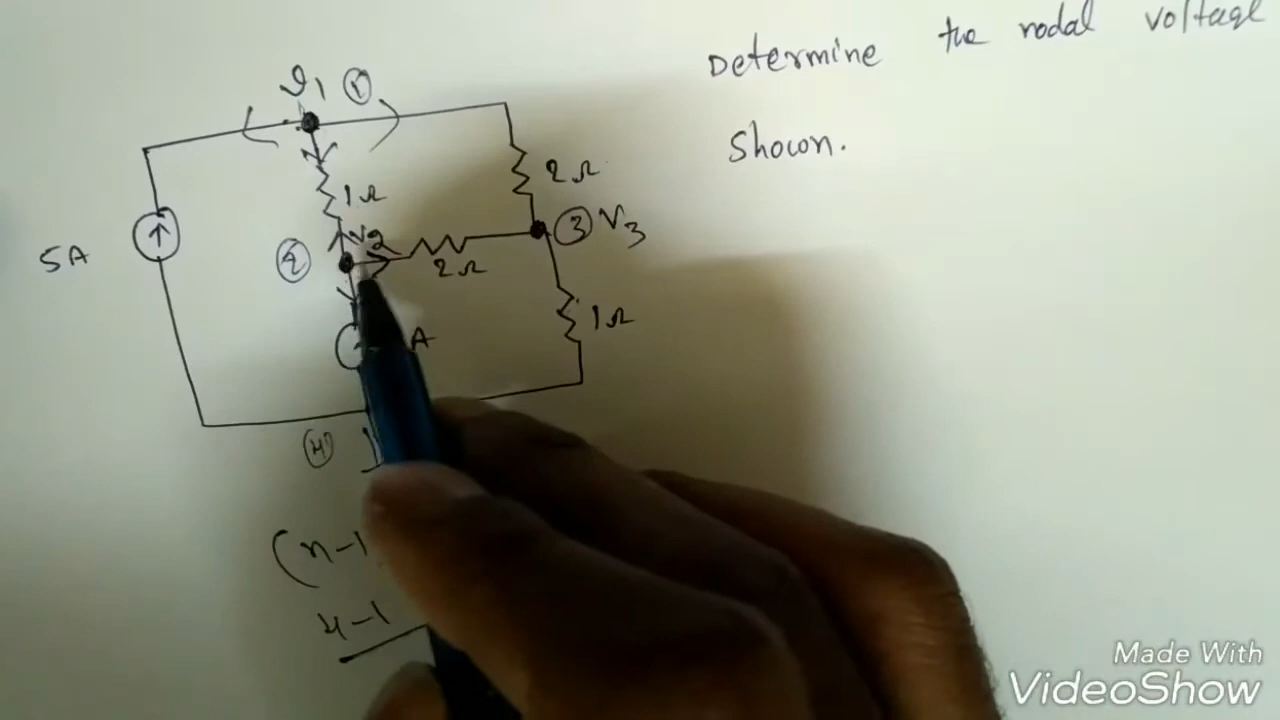 Determine the nodal voltage
Shown.
V1 ①
1Ω
2Ω
5A
②
V2
2Ω
③ V3
1Ω
A
④
(n-1
4-1
Made With
VideoShow